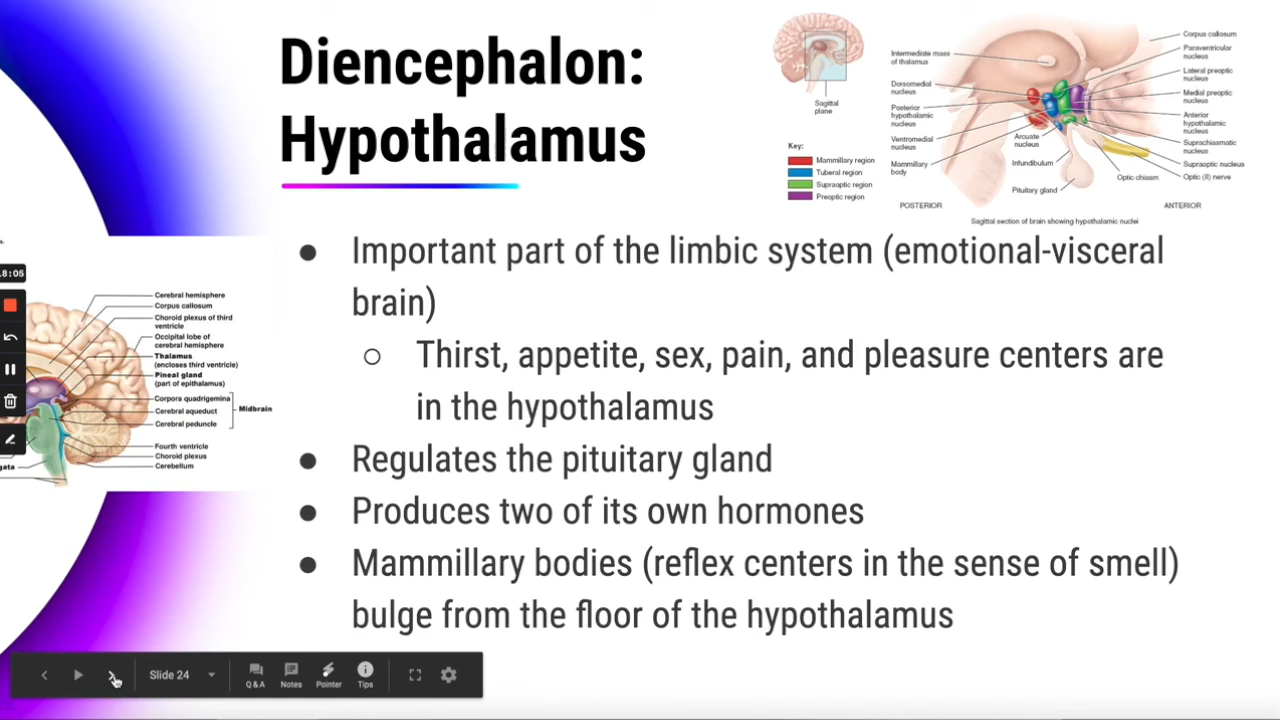 Diencephalon:
Hypothalamus
Sagittal
plane
Key:
Mammillary region
Tuberal region
Supraoptic region
Preoptic region
Intermediate mass
of thalamus
Dorsomedial
nucleus
Posterior
hypothalamic
nucleus
Ventromedial
nucleus
Mammillary
body
Arcuate
nucleus
Infundibulum
Pituitary gland
POSTERIOR
Corpus callosum
Paraventricular
nucleus
Lateral preoptic
nucleus
Medial preoptic
nucleus
Anterior
hypothalamic
nucleus
Suprachiasmatic
nucleus
Supraoptic nucleus
Optic (II) nerve
Optic chiasm
ANTERIOR
Sagittal section of brain showing hypothalamic nuclei
● Important part of the limbic system (emotional-visceral
brain)
○ Thirst, appetite, sex, pain, and pleasure centers are
in the hypothalamus
● Regulates the pituitary gland
● Produces two of its own hormones
● Mammillary bodies (reflex centers in the sense of smell)
bulge from the floor of the hypothalamus
8:05
Cerebral hemisphere
Corpus callosum
Choroid plexus of third
ventricle
Occipital lobe of
cerebral hemisphere
Thalamus
(encloses third ventricle)
Pineal gland
(part of epithalamus)
Corpora quadrigemina
Cerebral aqueduct
Cerebral peduncle
Midbrain
Fourth ventricle
Choroid plexus
Cerebellum
gata
Slide 24
Q&A
Notes
Pointer
Tips